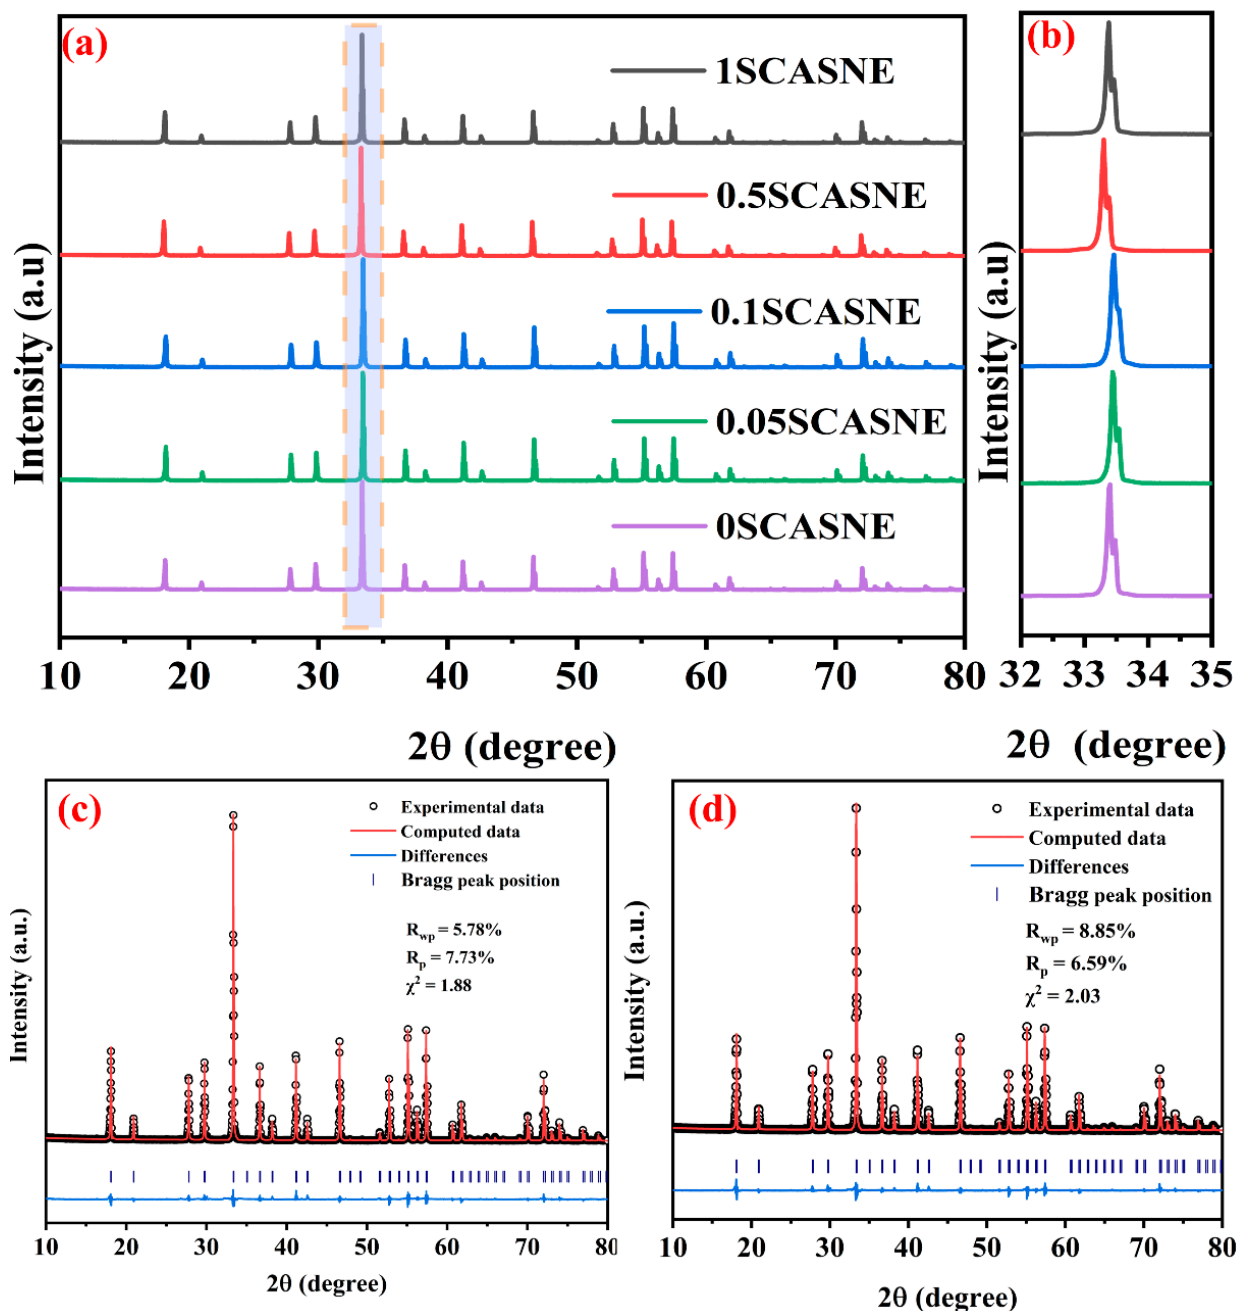 (a)
1SCASNE
0.5SCASNE
0.1SCASNE
0.05SCASNE
0SCASNE
Intensity (a.u)
10 20 30 40 50 60 70 80
2θ (degree)
(b)
Intensity (a.u)
32 33 34 35
2θ (degree)
(c)
Experimental data
Computed data
Differences
Bragg peak position
R_wp = 5.78%
R_p = 7.73%
χ² = 1.88
Intensity (a.u.)
10 20 30 40 50 60 70 80
2θ (degree)
(d)
Experimental data
Computed data
Differences
Bragg peak position
R_wp = 8.85%
R_p = 6.59%
χ² = 2.03
Intensity (a.u.)
10 20 30 40 50 60 70 80
2θ (degree)